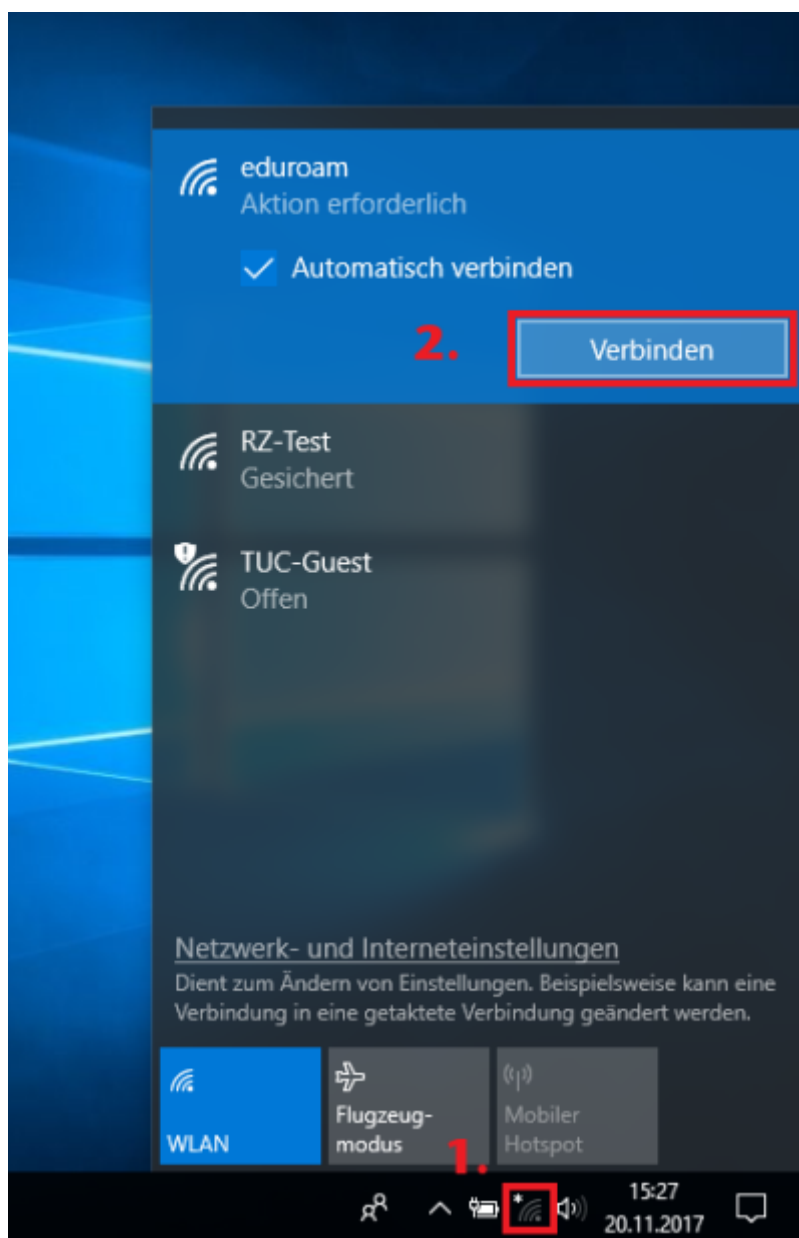 eduroam
Aktion erforderlich
Automatisch verbinden
2.
Verbinden
RZ-Test
Gesichert
TUC-Guest
Offen
Netzwerk- und Interneteinstellungen
Dient zum Ändern von Einstellungen. Beispielsweise kann eine
Verbindung in eine getaktete Verbindung geändert werden.
WLAN
Flugzeug-
modus
Mobiler
Hotspot
1.
15:27
20.11.2017